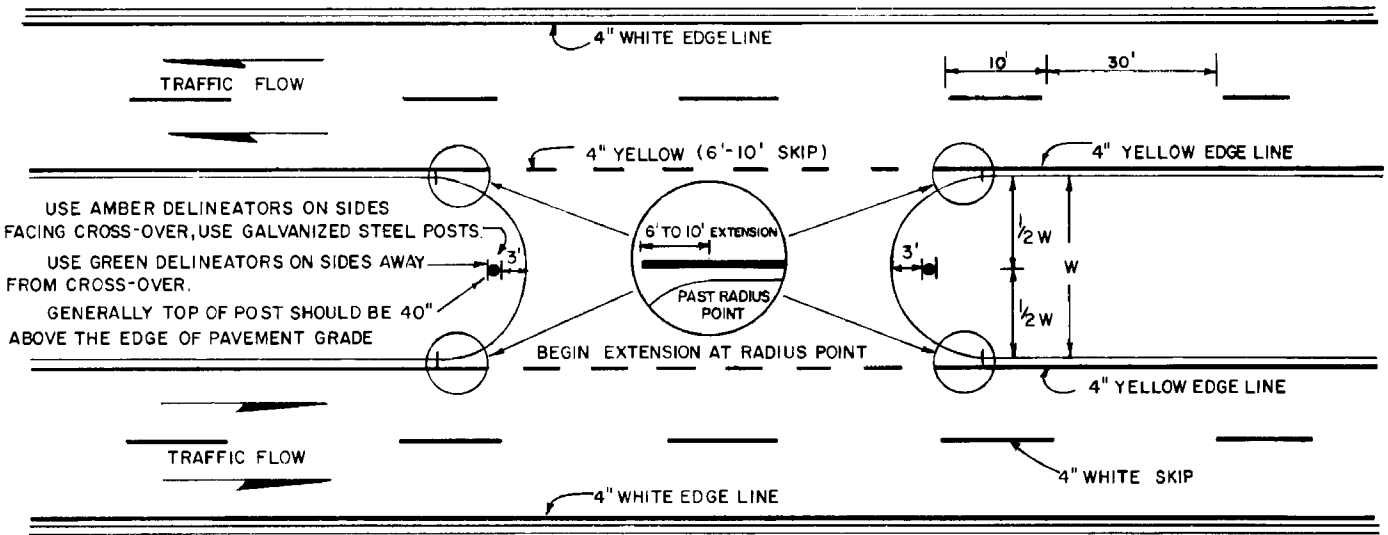 4" WHITE EDGE LINE
TRAFFIC FLOW
10'
30'
4" YELLOW (6'-10' SKIP)
4" YELLOW EDGE LINE
USE AMBER DELINEATORS ON SIDES
FACING CROSS-OVER, USE GALVANIZED STEEL POSTS.
3'
USE GREEN DELINEATORS ON SIDES AWAY
FROM CROSS-OVER.
GENERALLY TOP OF POST SHOULD BE 40"
ABOVE THE EDGE OF PAVEMENT GRADE
6' TO 10' EXTENSION
PAST RADIUS
POINT
BEGIN EXTENSION AT RADIUS POINT
3'
1/2 W
W
1/2 W
4" YELLOW EDGE LINE
TRAFFIC FLOW
4" WHITE SKIP
4" WHITE EDGE LINE